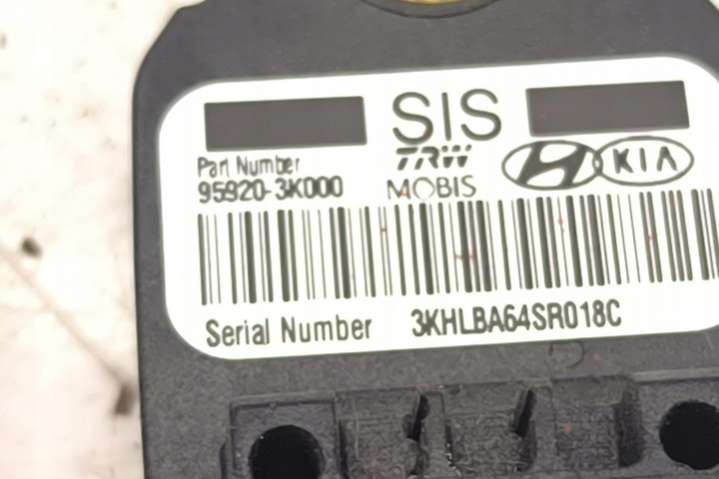 SIS
Part Number
TRW
KIA
95920-3K000
MOBIS
Serial Number 3KHLBA64SR018C